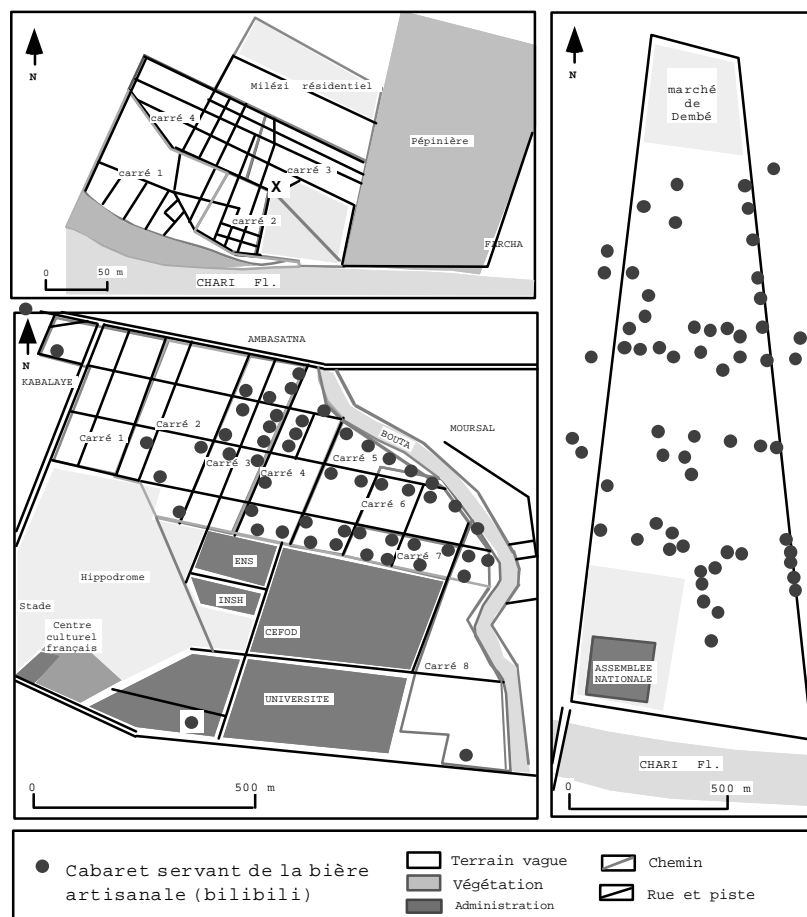 N
Milézi résidentiel
carré 4
Pépinière
carré 1
carré 3
X
carré 2
FARCHA
0 50 m
CHARI Fl.
N
AMBASATNA
KABALAYE
MOURSAL
BOUTA
Carré 1
Carré 2
Carré 3
Carré 4
Carré 5
Carré 6
Carré 7
ENS
Hippodrome
INSH
Stade
Centre
culturel
français
CEFOD
Carré 8
UNIVERSITE
0 500 m
N
marché
de
Dembé
ASSEMBLEE
NATIONALE
CHARI Fl.
0 500 m
Cabaret servant de la bière
artisanale (bilibili)
Terrain vague
Végétation
Administration
Chemin
Rue et piste